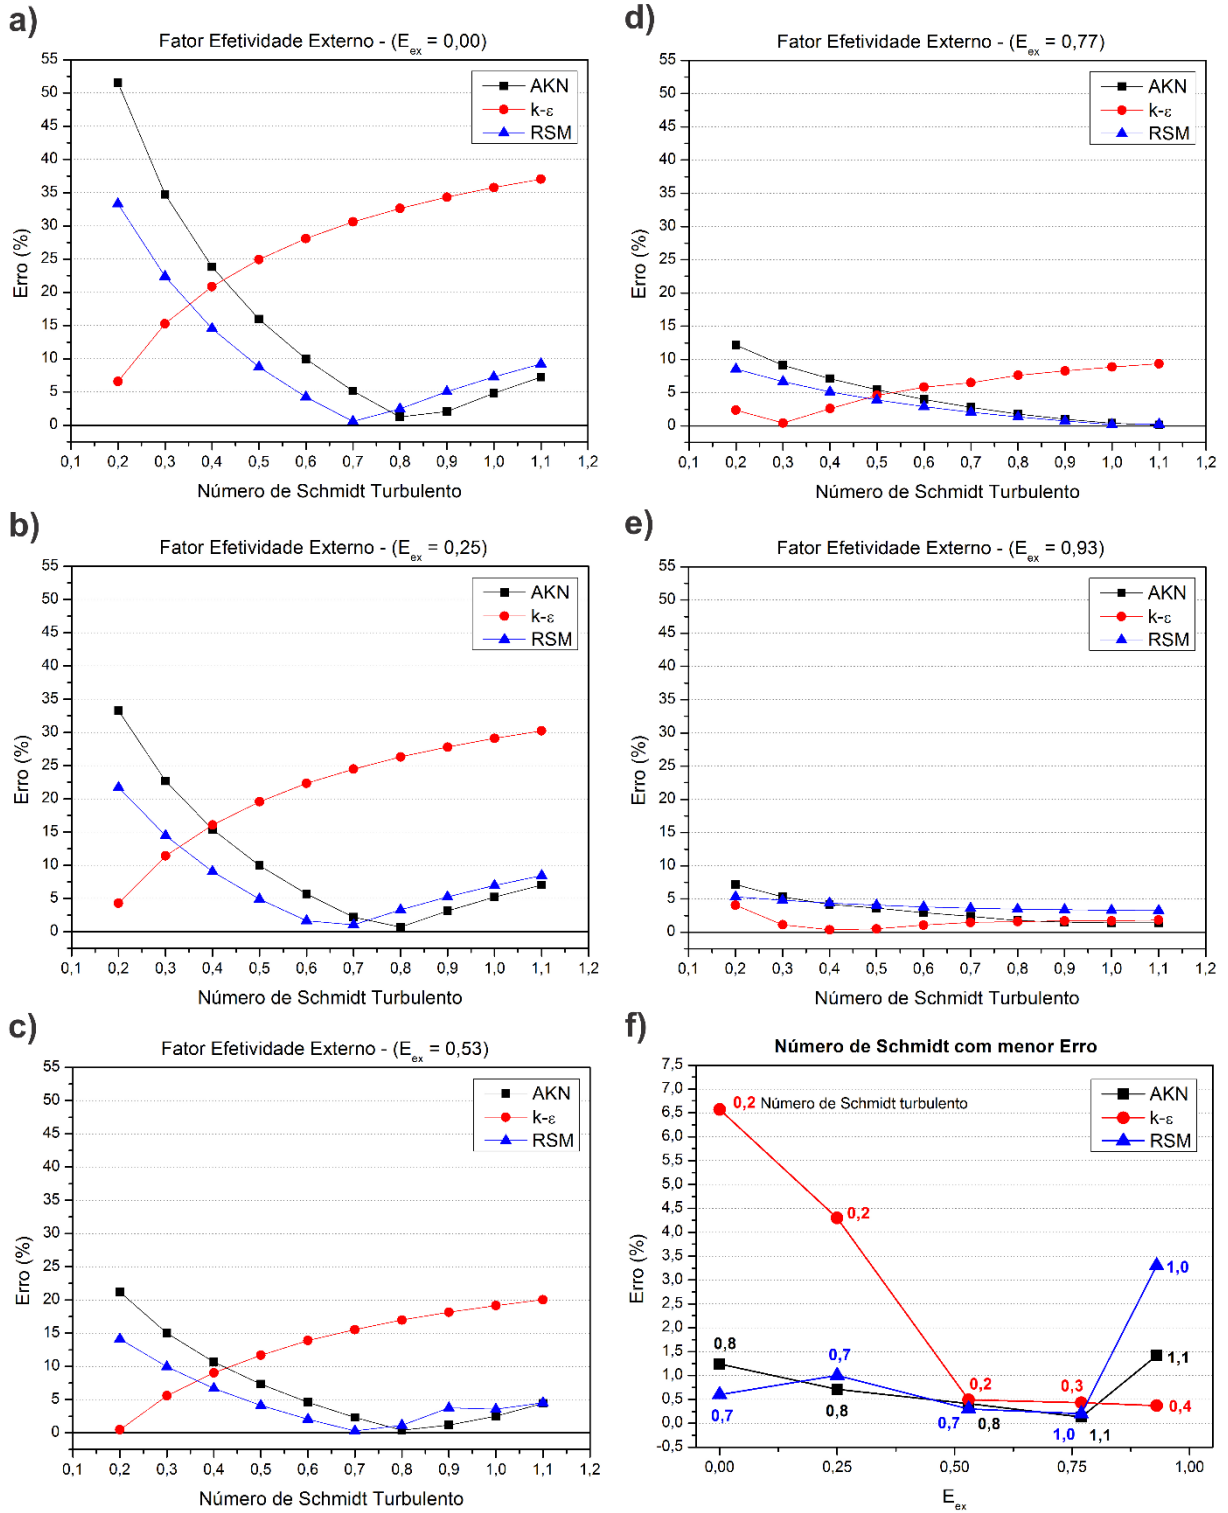 a)
Fator Efetividade Externo - (E_ex = 0,00)
55
50
45
40
35
30
25
20
15
10
5
0
Erro (%)
AKN
k-ε
RSM
0,1 0,2 0,3 0,4 0,5 0,6 0,7 0,8 0,9 1,0 1,1 1,2
Número de Schmidt Turbulento
b)
Fator Efetividade Externo - (E_ex = 0,25)
55
50
45
40
35
30
25
20
15
10
5
0
Erro (%)
AKN
k-ε
RSM
0,1 0,2 0,3 0,4 0,5 0,6 0,7 0,8 0,9 1,0 1,1 1,2
Número de Schmidt Turbulento
c)
Fator Efetividade Externo - (E_ex = 0,53)
55
50
45
40
35
30
25
20
15
10
5
0
Erro (%)
AKN
k-ε
RSM
0,1 0,2 0,3 0,4 0,5 0,6 0,7 0,8 0,9 1,0 1,1 1,2
Número de Schmidt Turbulento
d)
Fator Efetividade Externo - (E_ex = 0,77)
55
50
45
40
35
30
25
20
15
10
5
0
Erro (%)
AKN
k-ε
RSM
0,1 0,2 0,3 0,4 0,5 0,6 0,7 0,8 0,9 1,0 1,1 1,2
Número de Schmidt Turbulento
e)
Fator Efetividade Externo - (E_ex = 0,93)
55
50
45
40
35
30
25
20
15
10
5
0
Erro (%)
AKN
k-ε
RSM
0,1 0,2 0,3 0,4 0,5 0,6 0,7 0,8 0,9 1,0 1,1 1,2
Número de Schmidt Turbulento
f)
Número de Schmidt com menor Erro
7,5
7,0
6,5
6,0
5,5
5,0
4,5
4,0
3,5
3,0
2,5
2,0
1,5
1,0
0,5
0,0
-0,5
Erro (%)
AKN
k-ε
RSM
0,2 Número de Schmidt turbulento
0,2
1,0
0,8
0,7
1,1
0,2
0,3
0,7
0,8
0,4
0,7
0,8
1,0
1,1
0,00 0,25 0,50 0,75 1,00
E_ex